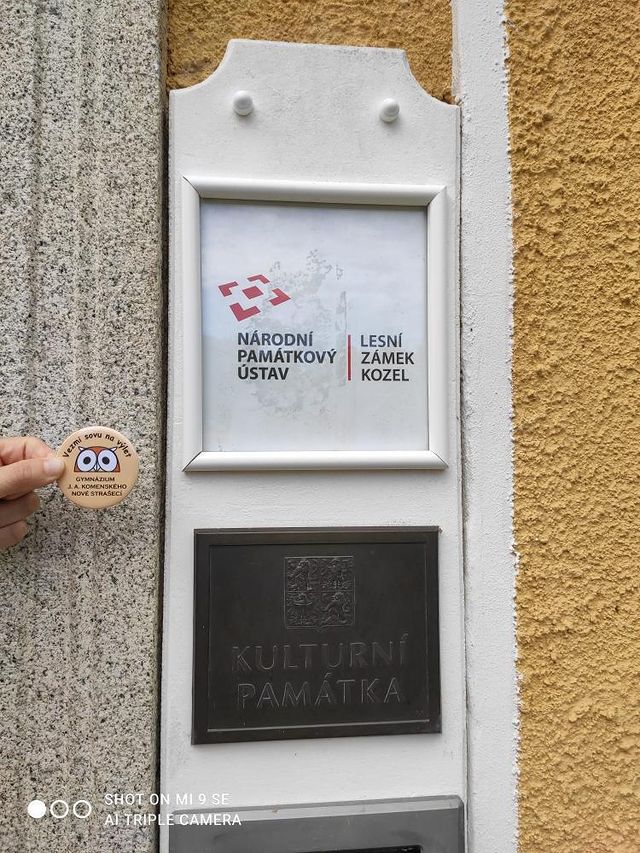 NÁRODNÍ
PAMÁTKOVÝ
ÚSTAV
LESNÍ
ZÁMEK
KOZEL
Vezmi sovu na výlet
GYMNÁZIUM
J. A. KOMENSKÉHO
NOVÉ STRAŠECÍ
KULTURNÍ
PAMÁTKA
SHOT ON MI 9 SE
AI TRIPLE CAMERA